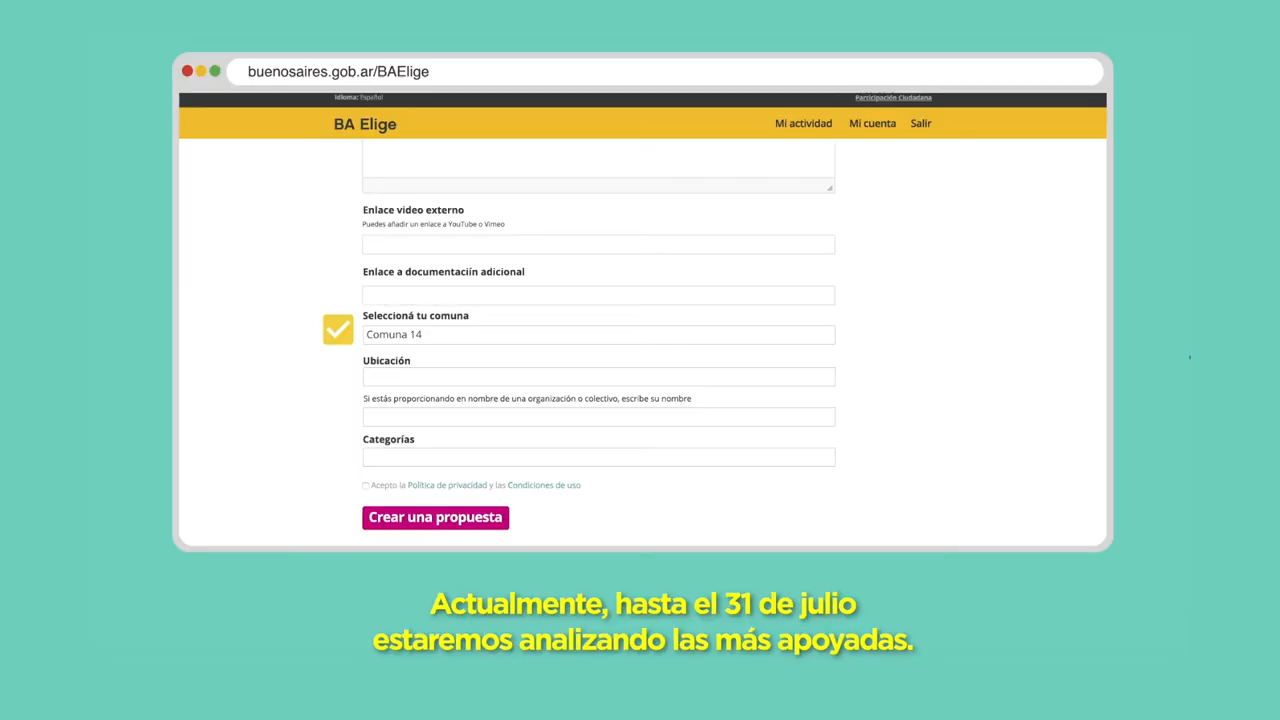 buenosaires.gob.ar/BAElige
Idioma: Español
Participación Ciudadana
BA Elige
Mi actividad
Mi cuenta
Salir
Enlace video externo
Puedes añadir un enlace a YouTube o Vimeo
Enlace a documentaciín adicional
Seleccioná tu comuna
Comuna 14
Ubicación
Si estás proporcionando en nombre de una organización o colectivo, escribe su nombre
Categorías
Acepto la Política de privacidad y las Condiciones de uso
Crear una propuesta
Actualmente, hasta el 31 de julio
estaremos analizando las más apoyadas.